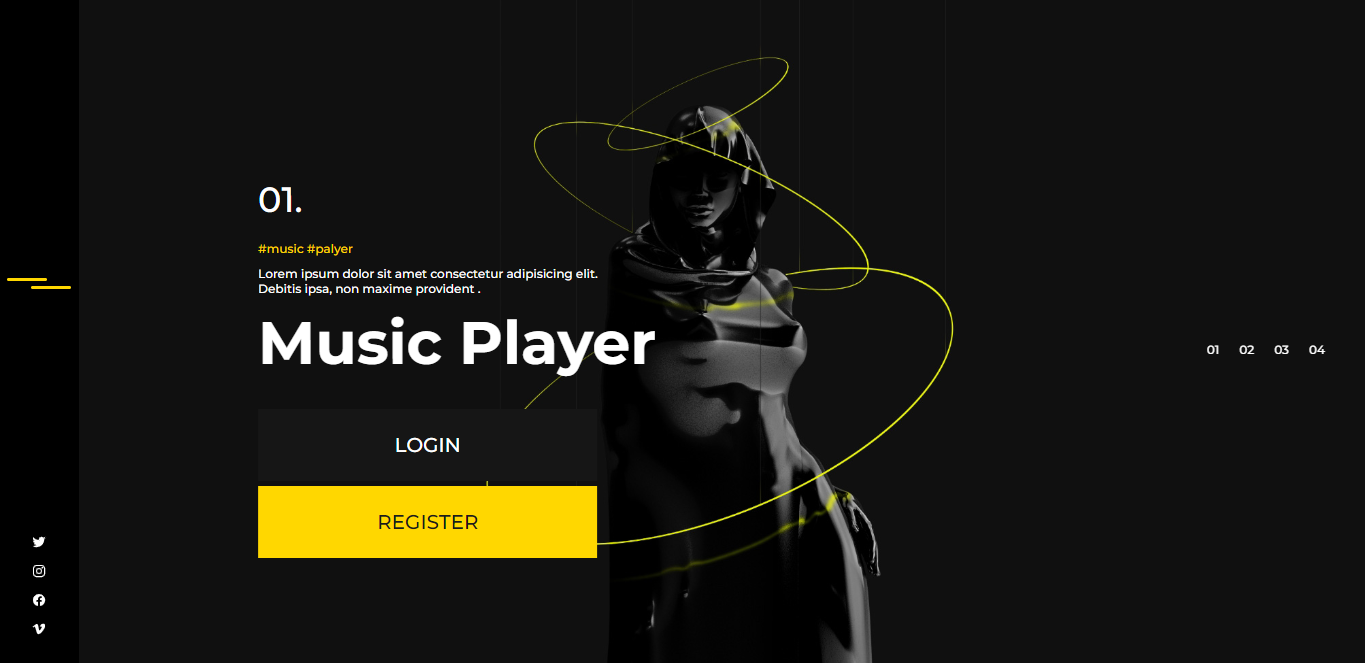 01.
#music #palyer
Lorem ipsum dolor sit amet consectetur adipisicing elit.
Debitis ipsa, non maxime provident .
Music Player
LOGIN
REGISTER
01 02 03 04